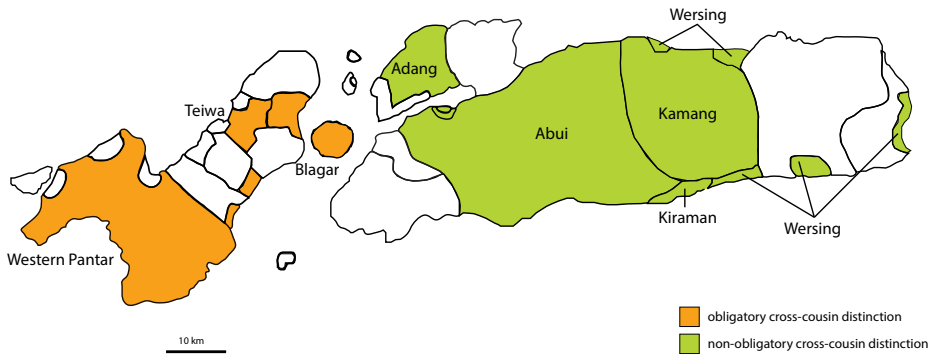 Wersing
Adang
Teiwa
Kamang
Abui
Blagar
Kiraman
Wersing
Western Pantar
obligatory cross-cousin distinction
10 km
non-obligatory cross-cousin distinction